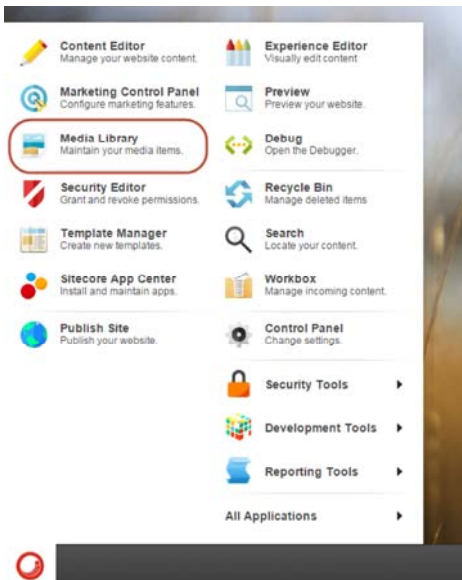 Content Editor
Manage your website content.
Marketing Control Panel
Configure marketing features.
Media Library
Maintain your media items.
Security Editor
Grant and revoke permissions.
Template Manager
Create new templates.
Sitecore App Center
Install and maintain apps.
Publish Site
Publish your website.
Experience Editor
Visually edit content
Preview
Preview your website.
Debug
Open the Debugger.
Recycle Bin
Manage deleted items
Search
Locate your content.
Workbox
Manage incoming content.
Control Panel
Change settings.
Security Tools
Development Tools
Reporting Tools
All Applications